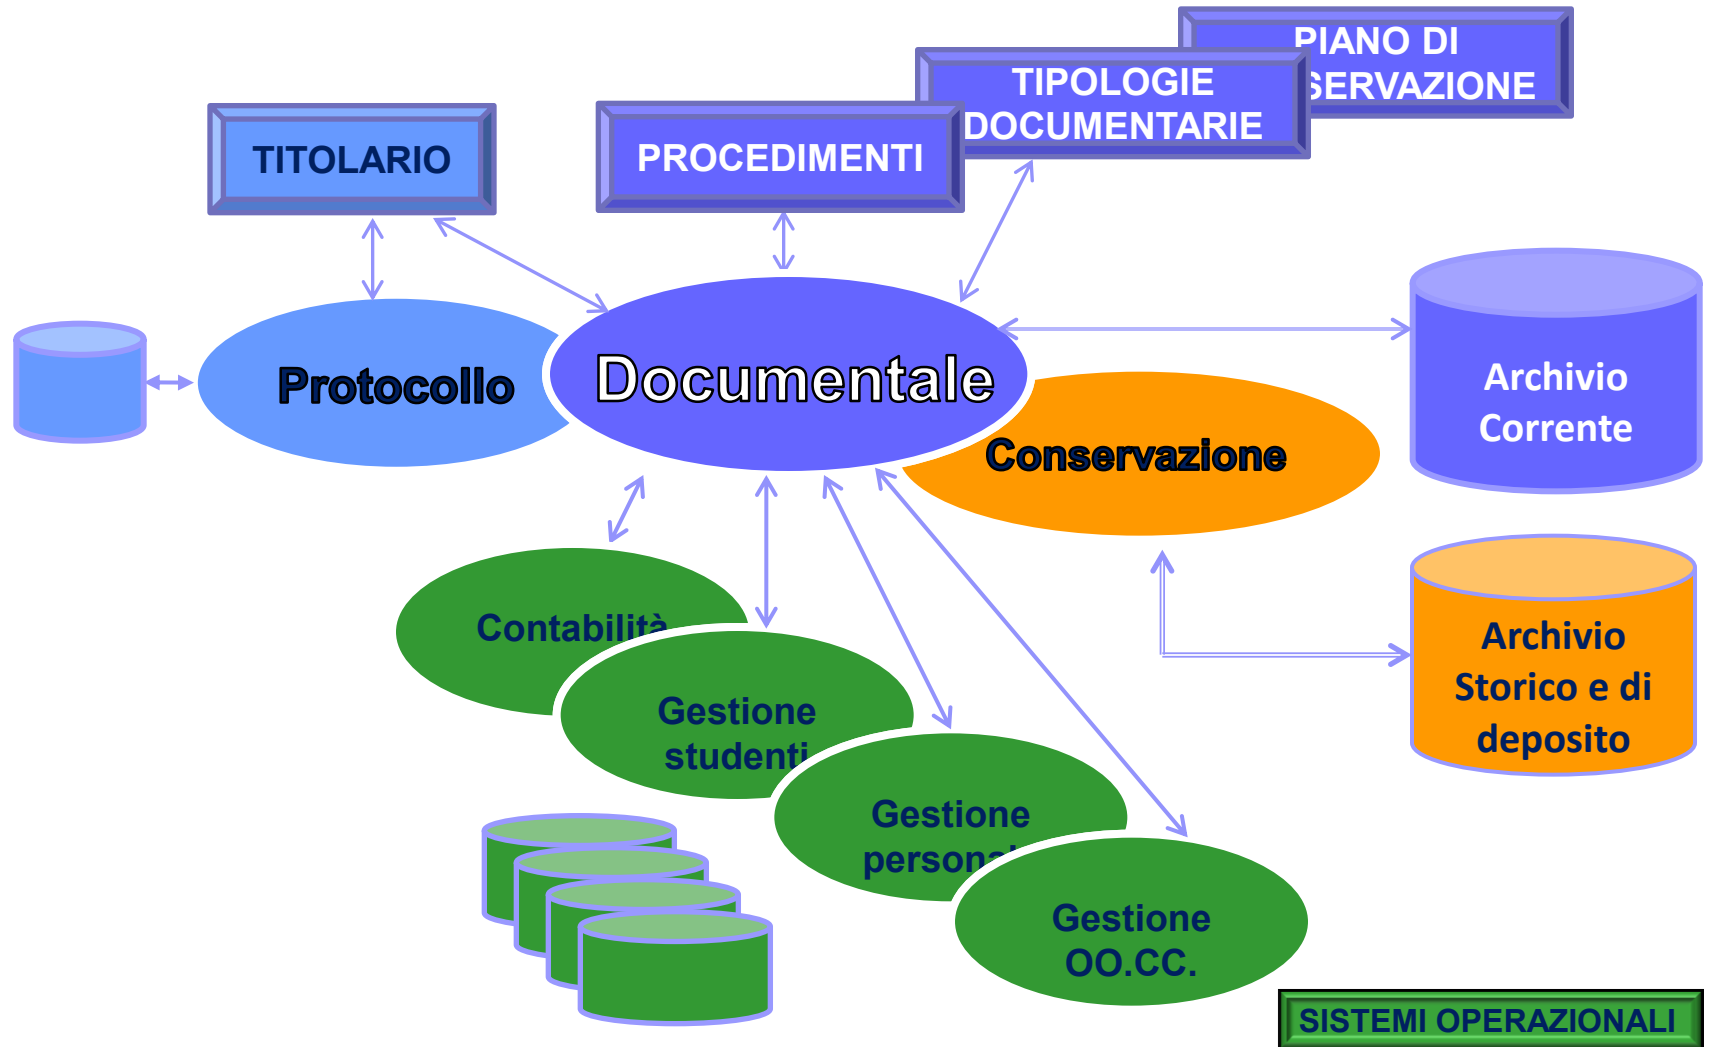 PIANO DI
SERVAZIONE
TIPOLOGIE
DOCUMENTARIE
PROCEDIMENTI
TITOLARIO
Protocollo
Documentale
Conservazione
Archivio
Corrente
Archivio
Storico e di
deposito
Contabilità
Gestione
studenti
Gestione
personal
Gestione
OO.CC.
SISTEMI OPERAZIONALI